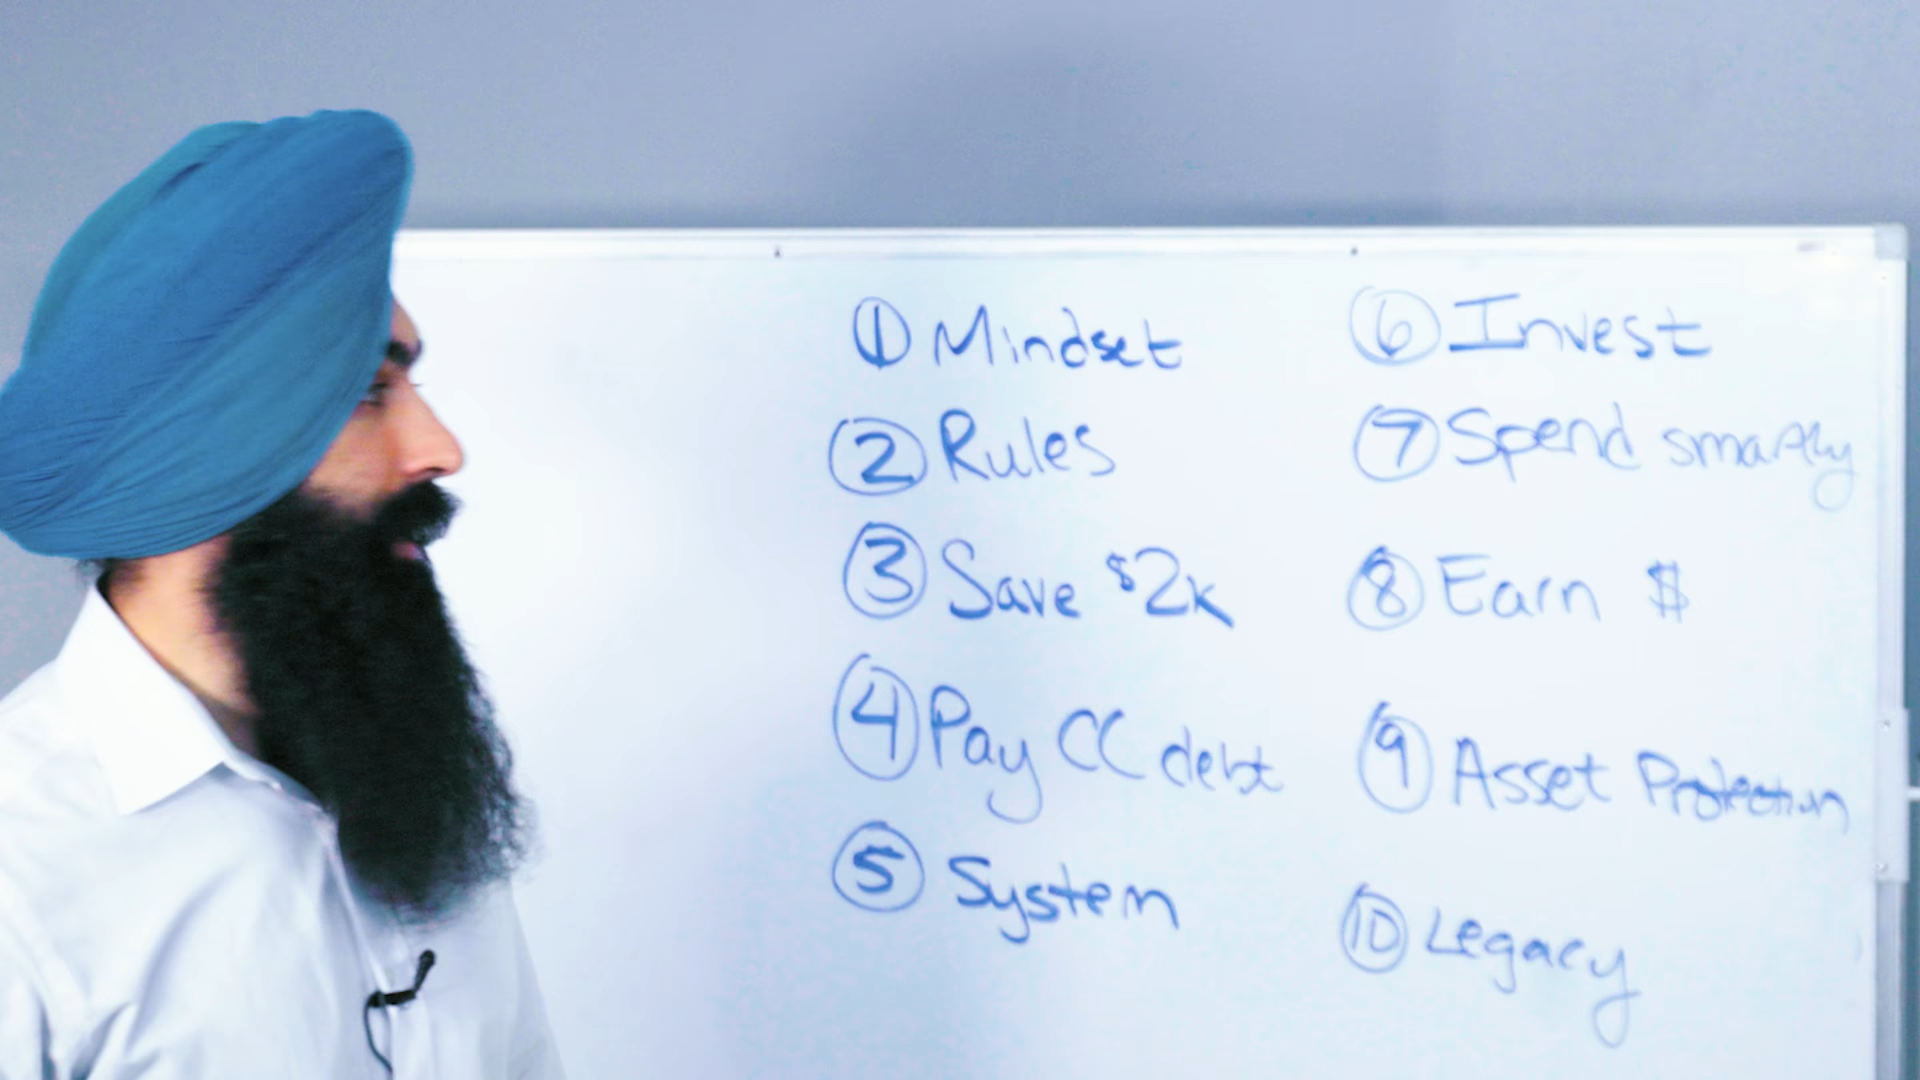 ① Mindset
② Rules
③ Save $2k
④ Pay CC debt
⑤ System
⑥ Invest
⑦ Spend smartly
⑧ Earn $
⑨ Asset Protection
⑩ Legacy